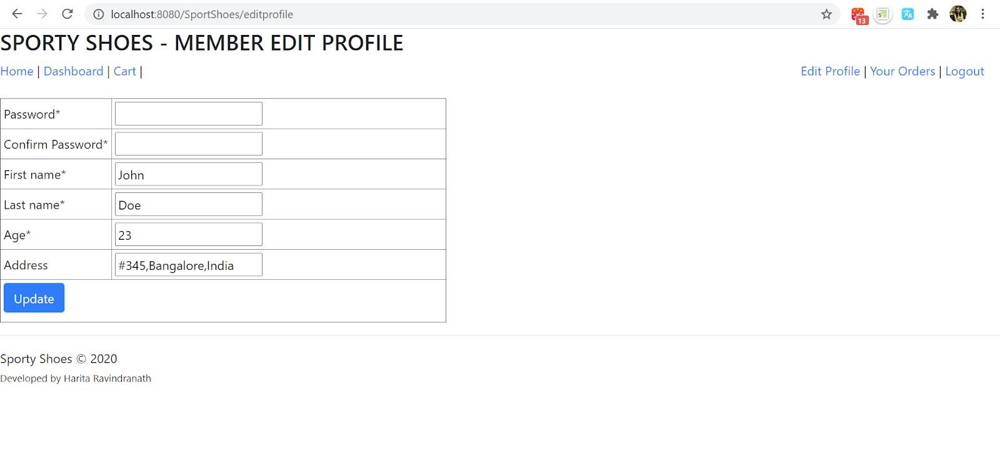 localhost:8080/SportShoes/editprofile
13
SPORTY SHOES - MEMBER EDIT PROFILE
Home | Dashboard | Cart |
Edit Profile | Your Orders | Logout
Password*
Confirm Password*
First name* John
Last name* Doe
Age* 23
Address #345,Bangalore,India
Update
Sporty Shoes © 2020
Developed by Harita Ravindranath